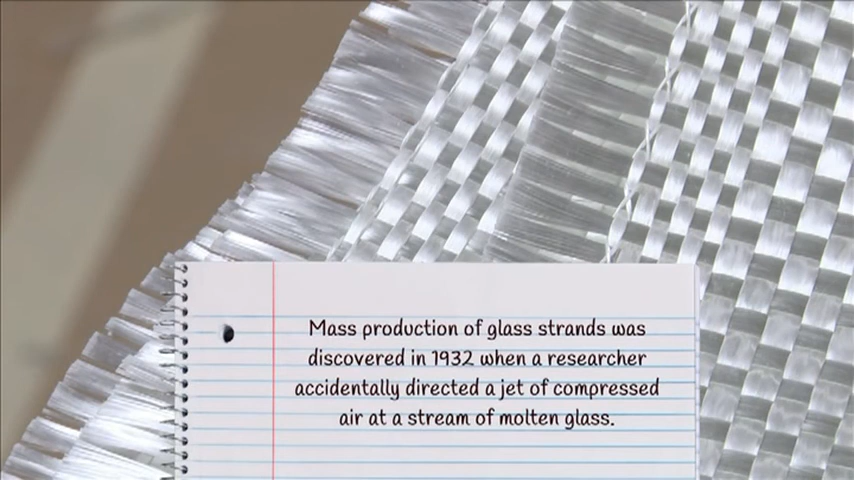 Mass production of glass strands was
discovered in 1932 when a researcher
accidentally directed a jet of compressed
air at a stream of molten glass.